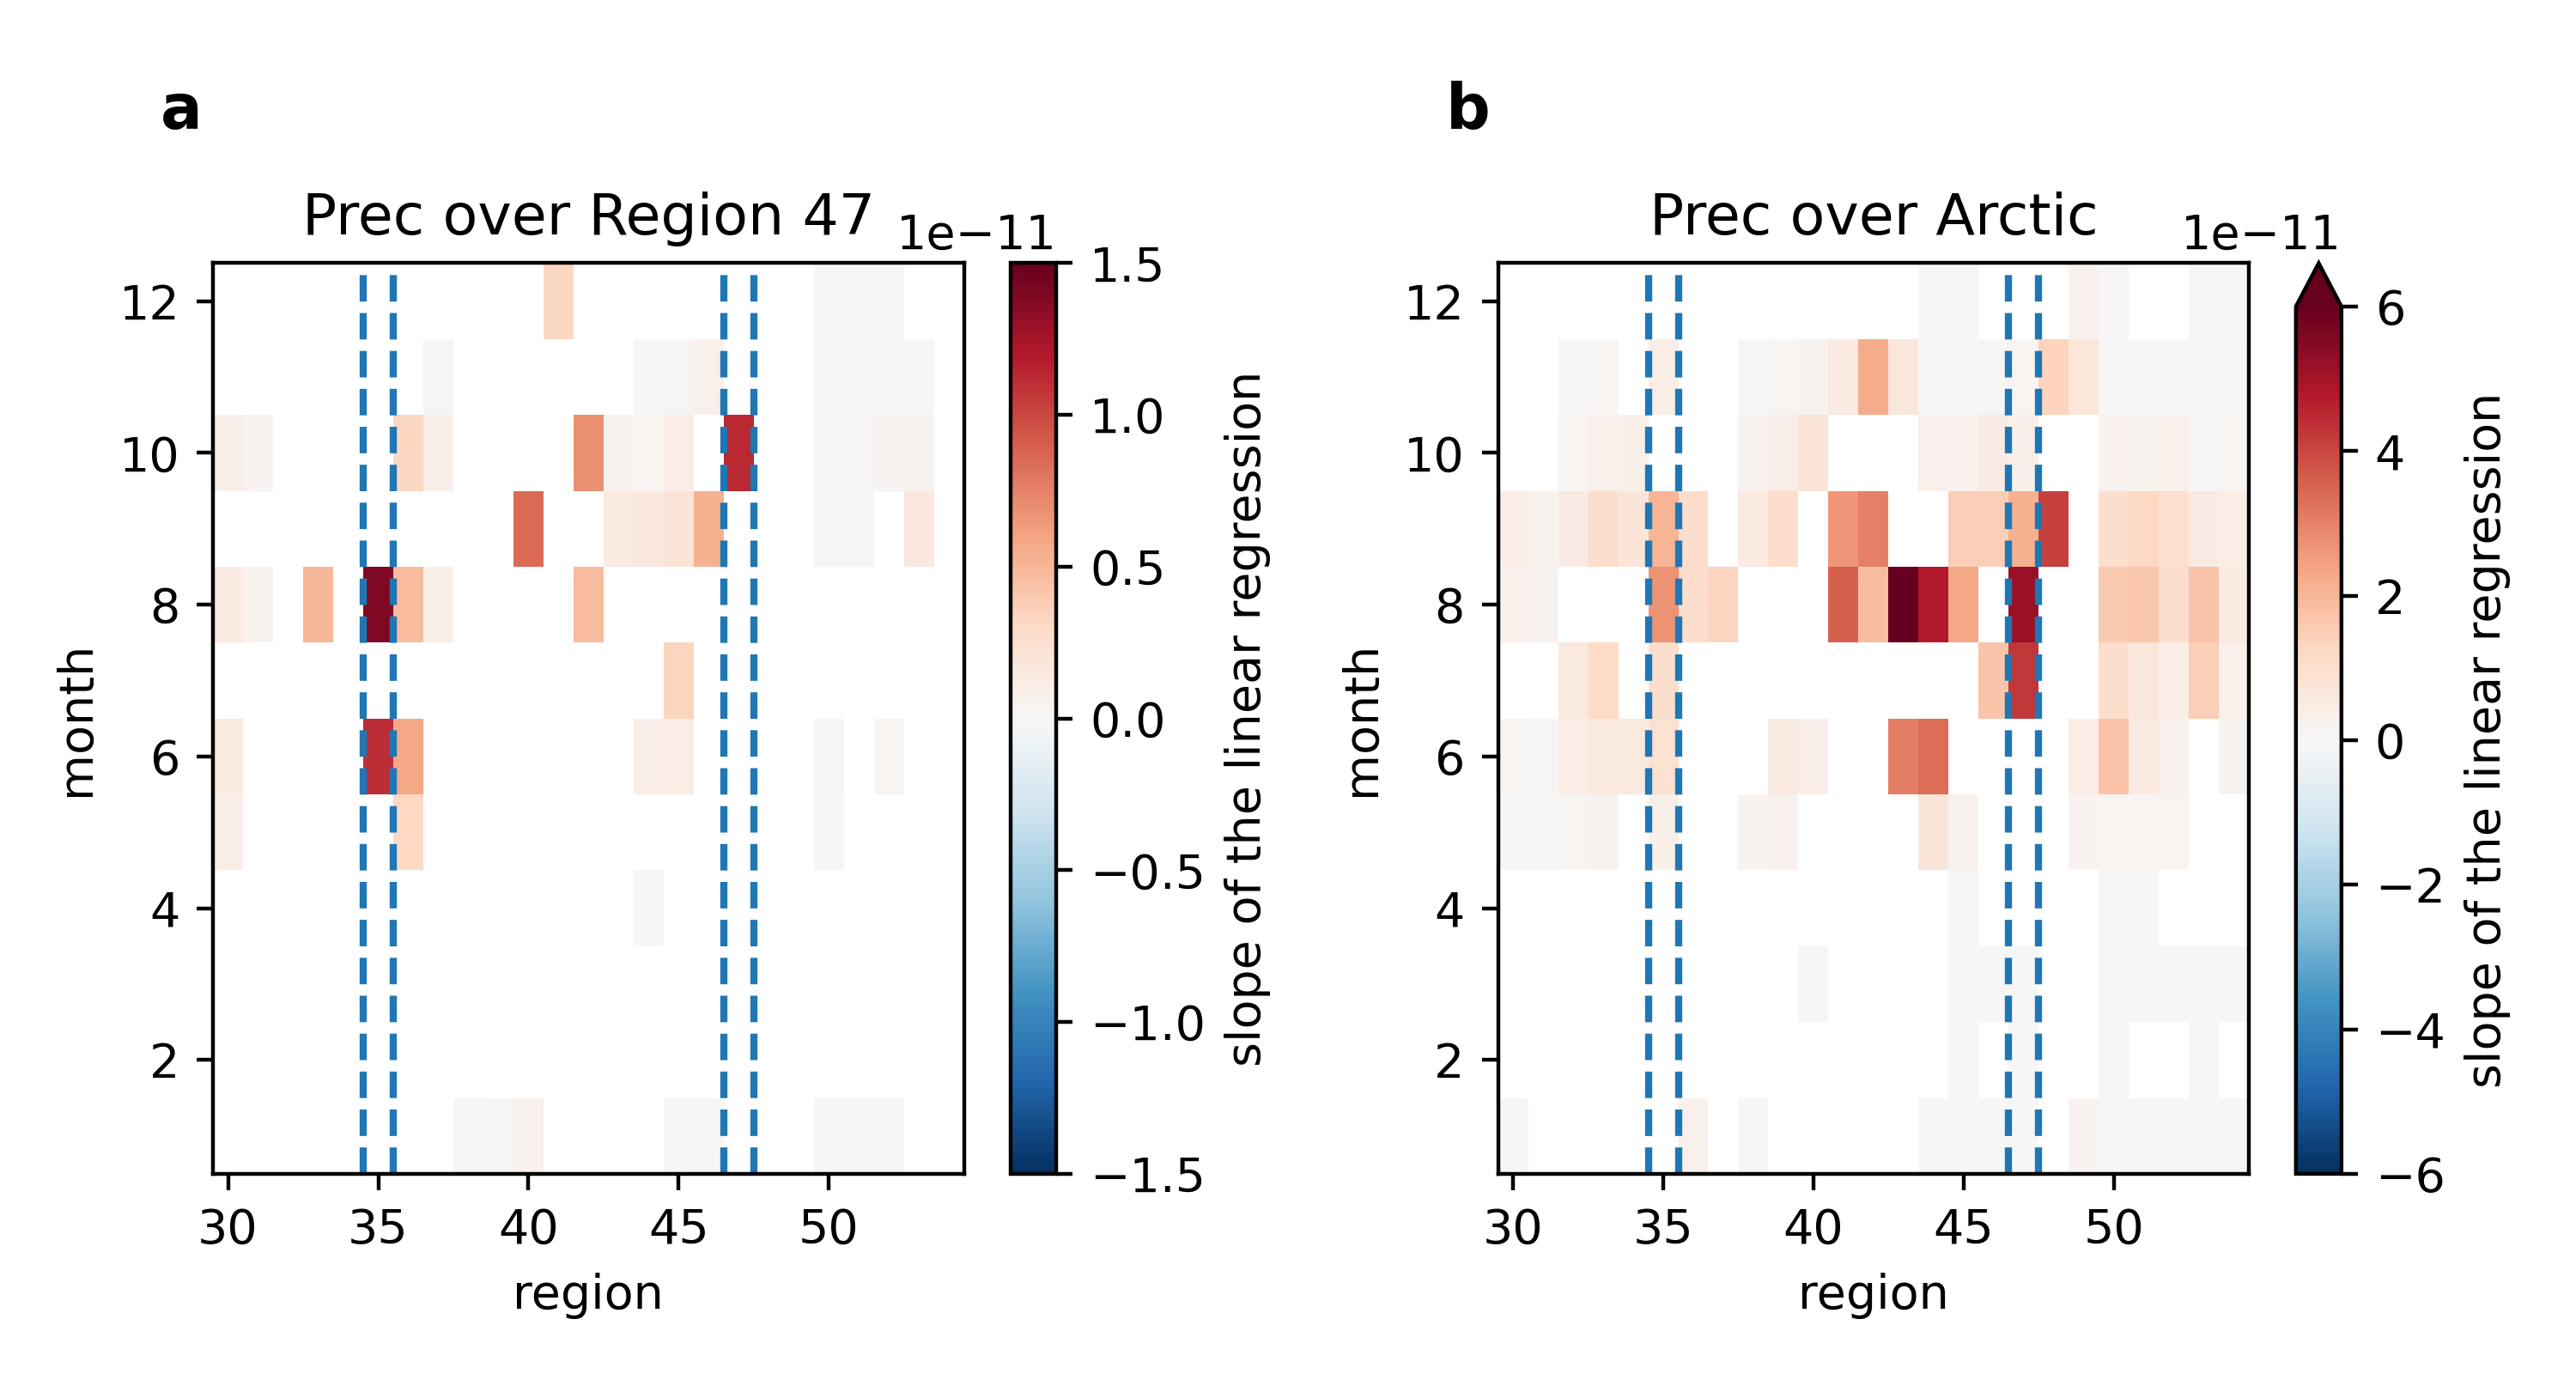 a
Prec over Region 47
1e−11
12
10
8
6
4
2
month
30 35 40 45 50
region
1.5
1.0
0.5
0.0
−0.5
−1.0
−1.5
slope of the linear regression
b
Prec over Arctic
1e−11
12
10
8
6
4
2
month
30 35 40 45 50
region
6
4
2
0
−2
−4
−6
slope of the linear regression